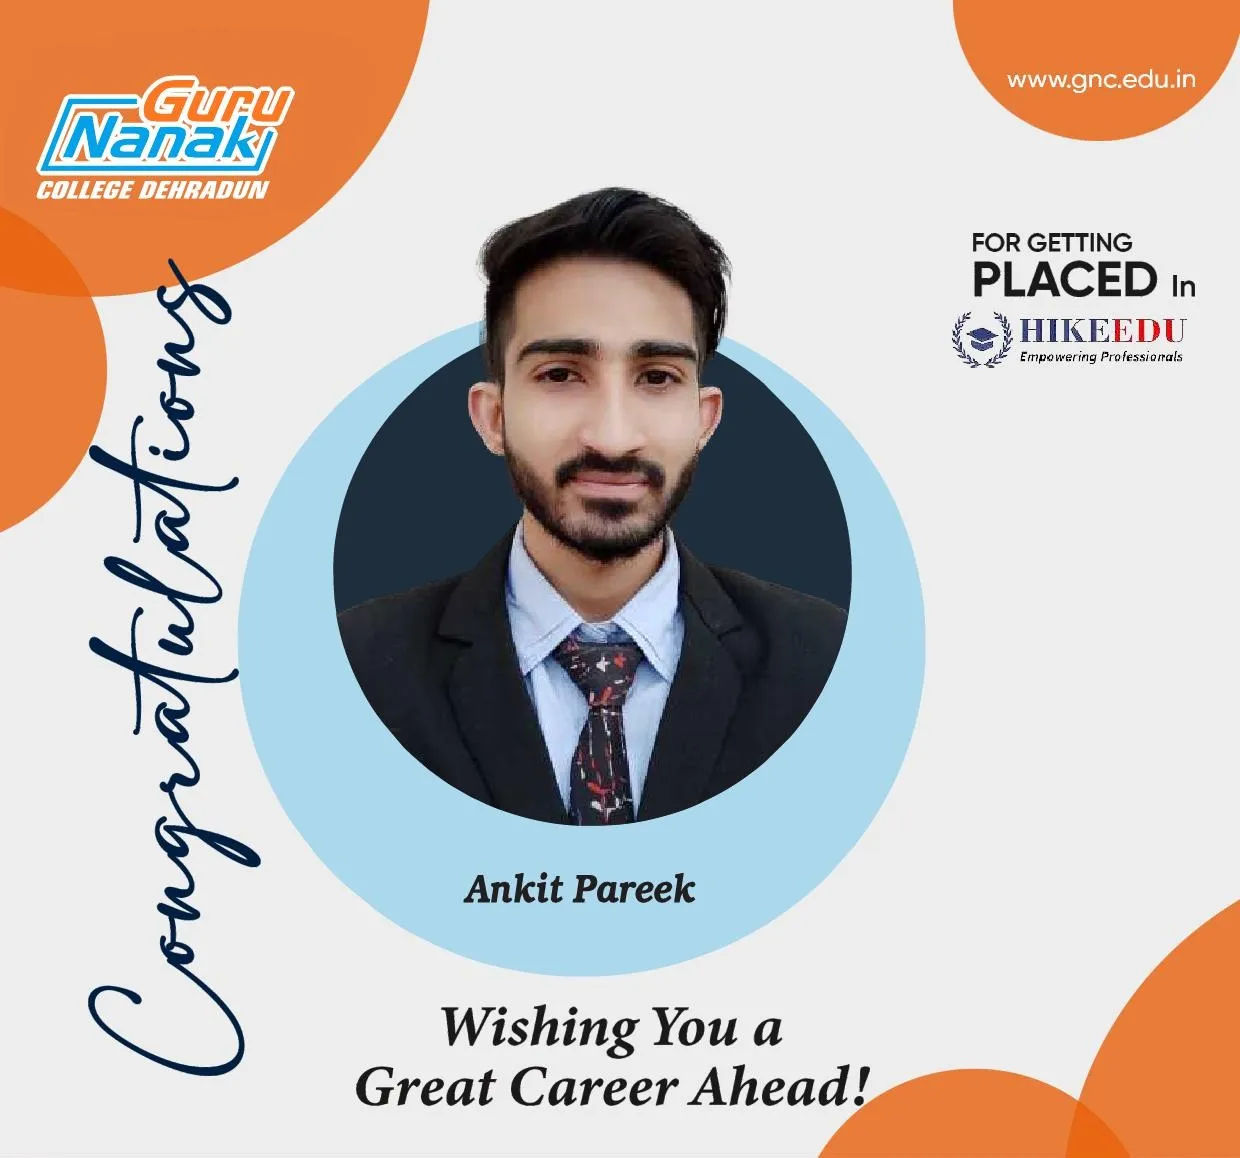 Guru
Nanak
COLLEGE DEHRADUN
www.gnc.edu.in
Congratulations
FOR GETTING
PLACED In
HIKEEDU
Empowering Professionals
Ankit Pareek
Wishing You a
Great Career Ahead!